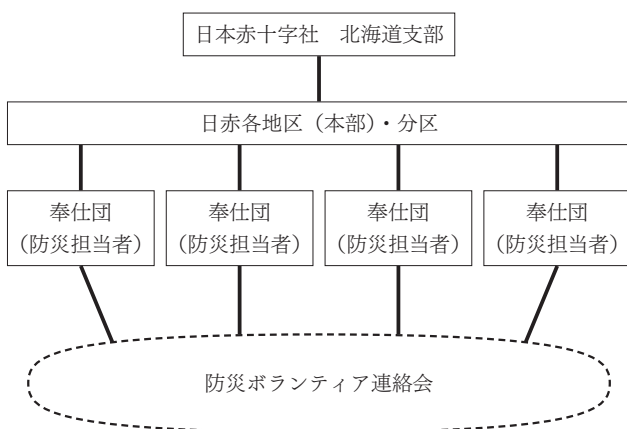 日本赤十字社　北海道支部
日赤各地区（本部）・分区
奉仕団
（防災担当者）
奉仕団
（防災担当者）
奉仕団
（防災担当者）
奉仕団
（防災担当者）
防災ボランティア連絡会